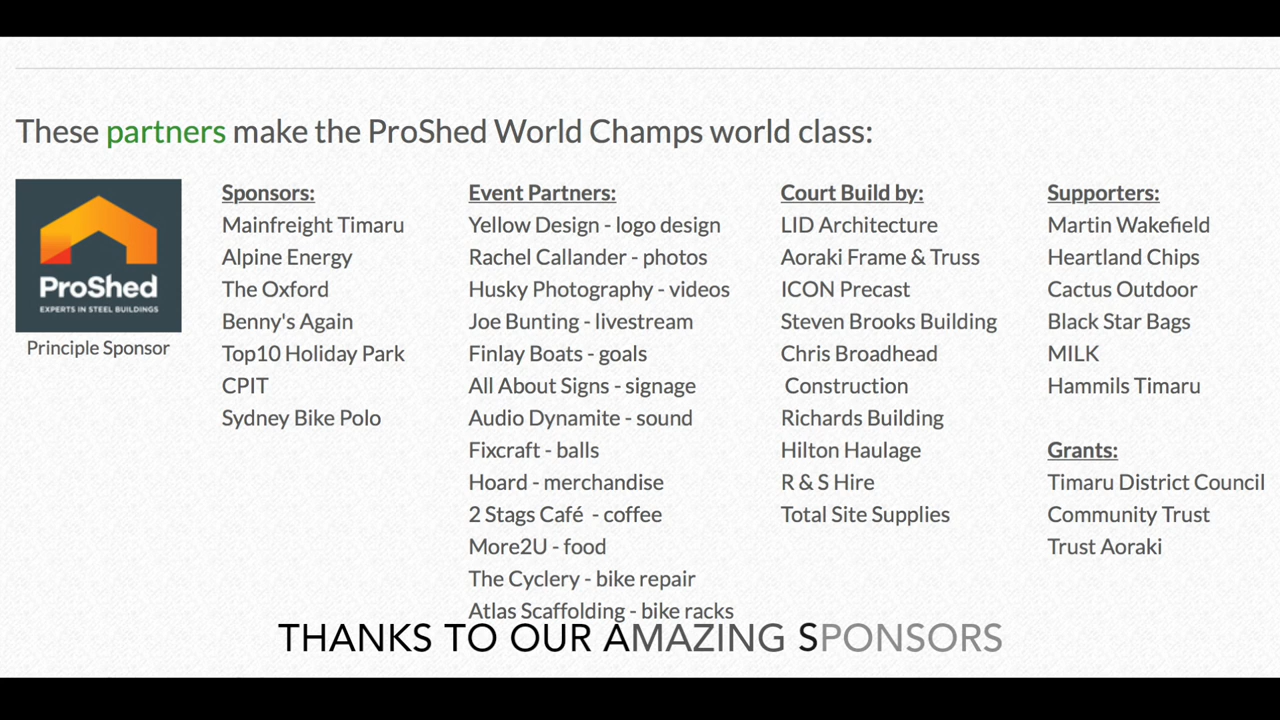 These partners make the ProShed World Champs world class:
ProShed
EXPERTS IN STEEL BUILDINGS
Principle Sponsor
Sponsors:
Mainfreight Timaru
Alpine Energy
The Oxford
Benny's Again
Top10 Holiday Park
CPIT
Sydney Bike Polo
Event Partners:
Yellow Design - logo design
Rachel Callander - photos
Husky Photography - videos
Joe Bunting - livestream
Finlay Boats - goals
All About Signs - signage
Audio Dynamite - sound
Fixcraft - balls
Hoard - merchandise
2 Stags Café - coffee
More2U - food
The Cyclery - bike repair
Atlas Scaffolding - bike racks
Court Build by:
LID Architecture
Aoraki Frame & Truss
ICON Precast
Steven Brooks Building
Chris Broadhead
Construction
Richards Building
Hilton Haulage
R & S Hire
Total Site Supplies
Supporters:
Martin Wakefield
Heartland Chips
Cactus Outdoor
Black Star Bags
MILK
Hammils Timaru
Grants:
Timaru District Council
Community Trust
Trust Aoraki
THANKS TO OUR AMAZING SPONSORS